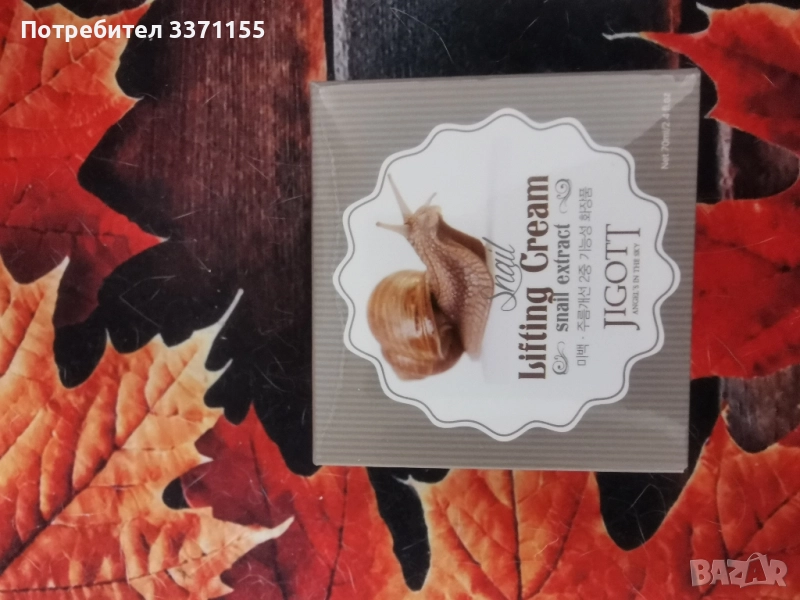 Потребител 3371155
Snail
Lifting Cream
snail extract
미백 · 주름개선 2중 기능성 화장품
JIGOTT
ANGEL'S IN THE SKY
Net 70ml/2.4fl.oz
BAZAR